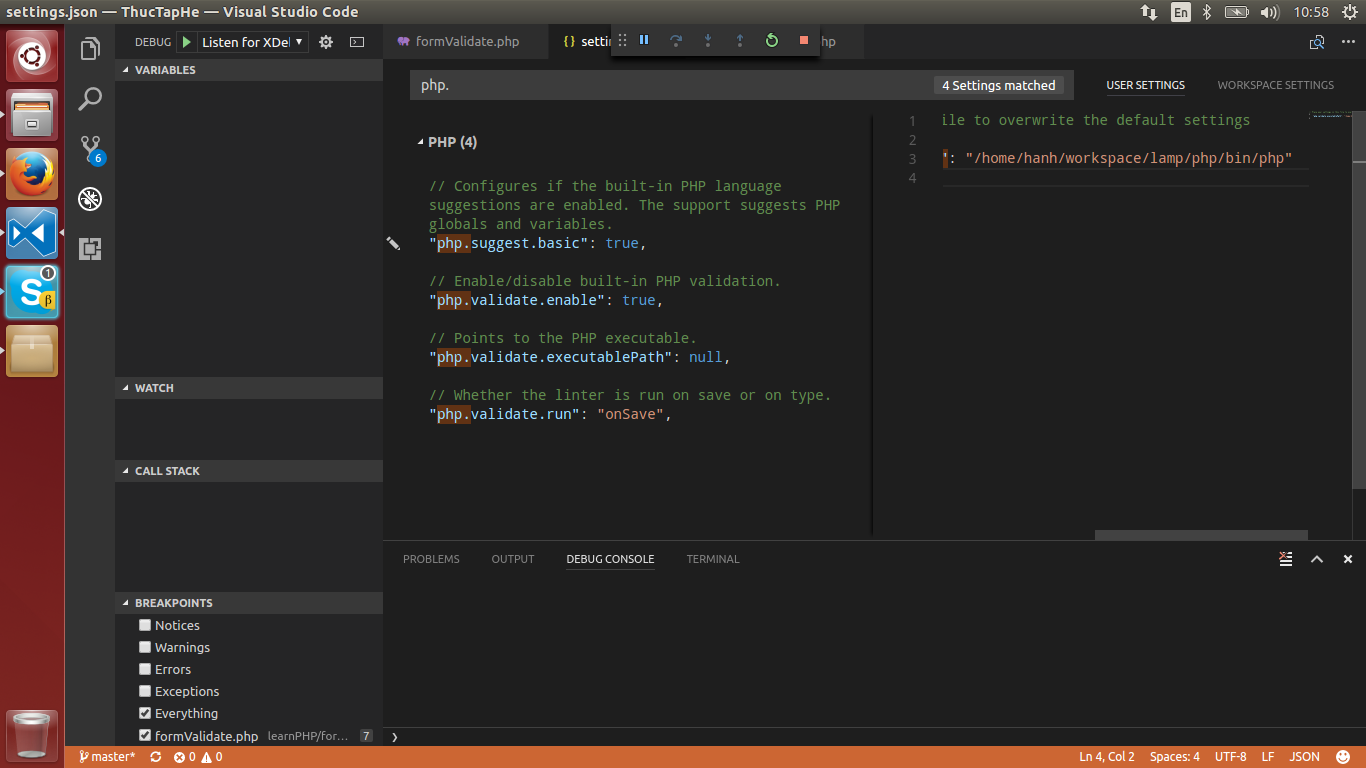 settings.json — ThucTapHe — Visual Studio Code
En
10:58
DEBUG
Listen for XDe
formValidate.php
{ } setti
hp
VARIABLES
php.
4 Settings matched
USER SETTINGS
WORKSPACE SETTINGS
PHP (4)
// Configures if the built-in PHP language
suggestions are enabled. The support suggests PHP
globals and variables.
"php.suggest.basic": true,
// Enable/disable built-in PHP validation.
"php.validate.enable": true,
// Points to the PHP executable.
"php.validate.executablePath": null,
// Whether the linter is run on save or on type.
"php.validate.run": "onSave",
1 ile to overwrite the default settings
2
3 ": "/home/hanh/workspace/lamp/php/bin/php"
4
6
1
β
WATCH
CALL STACK
BREAKPOINTS
Notices
Warnings
Errors
Exceptions
Everything
formValidate.php learnPHP/for... 7
PROBLEMS
OUTPUT
DEBUG CONSOLE
TERMINAL
master*
0
0
Ln 4, Col 2
Spaces: 4
UTF-8
LF
JSON